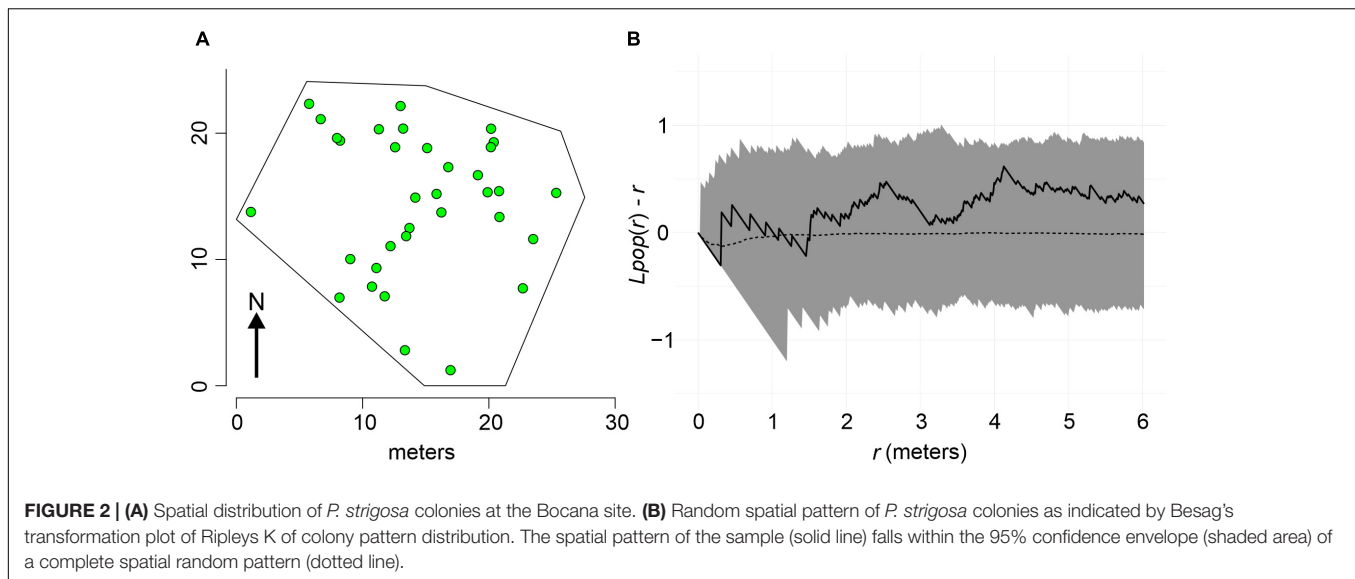 A
B
20
10
0
N
0 10 20 30
meters
1
0
−1
Lpop(r) - r
0 1 2 3 4 5 6
r (meters)
FIGURE 2 | (A) Spatial distribution of P. strigosa colonies at the Bocana site. (B) Random spatial pattern of P. strigosa colonies as indicated by Besag's
transformation plot of Ripleys K of colony pattern distribution. The spatial pattern of the sample (solid line) falls within the 95% confidence envelope (shaded area) of
a complete spatial random pattern (dotted line).